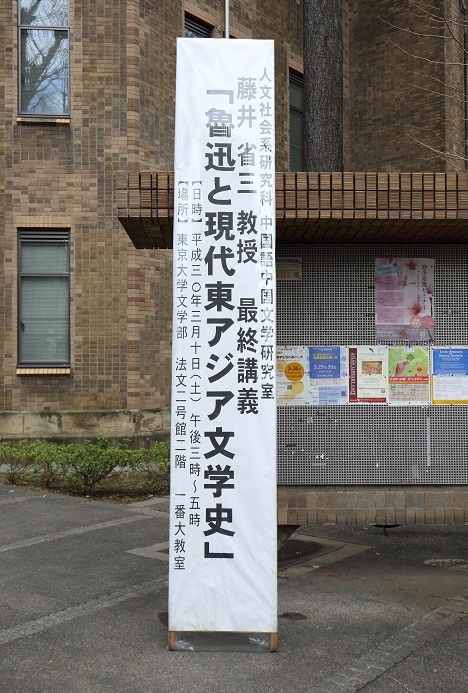 人文社会系研究科 中国語中国文学研究室
藤井 省三 教授 最終講義
「魯迅と現代東アジア文学史」
【日時】平成三〇年三月十日(土) 午後三時~五時
【場所】東京大学文学部 法文二号館二階 一番大教室